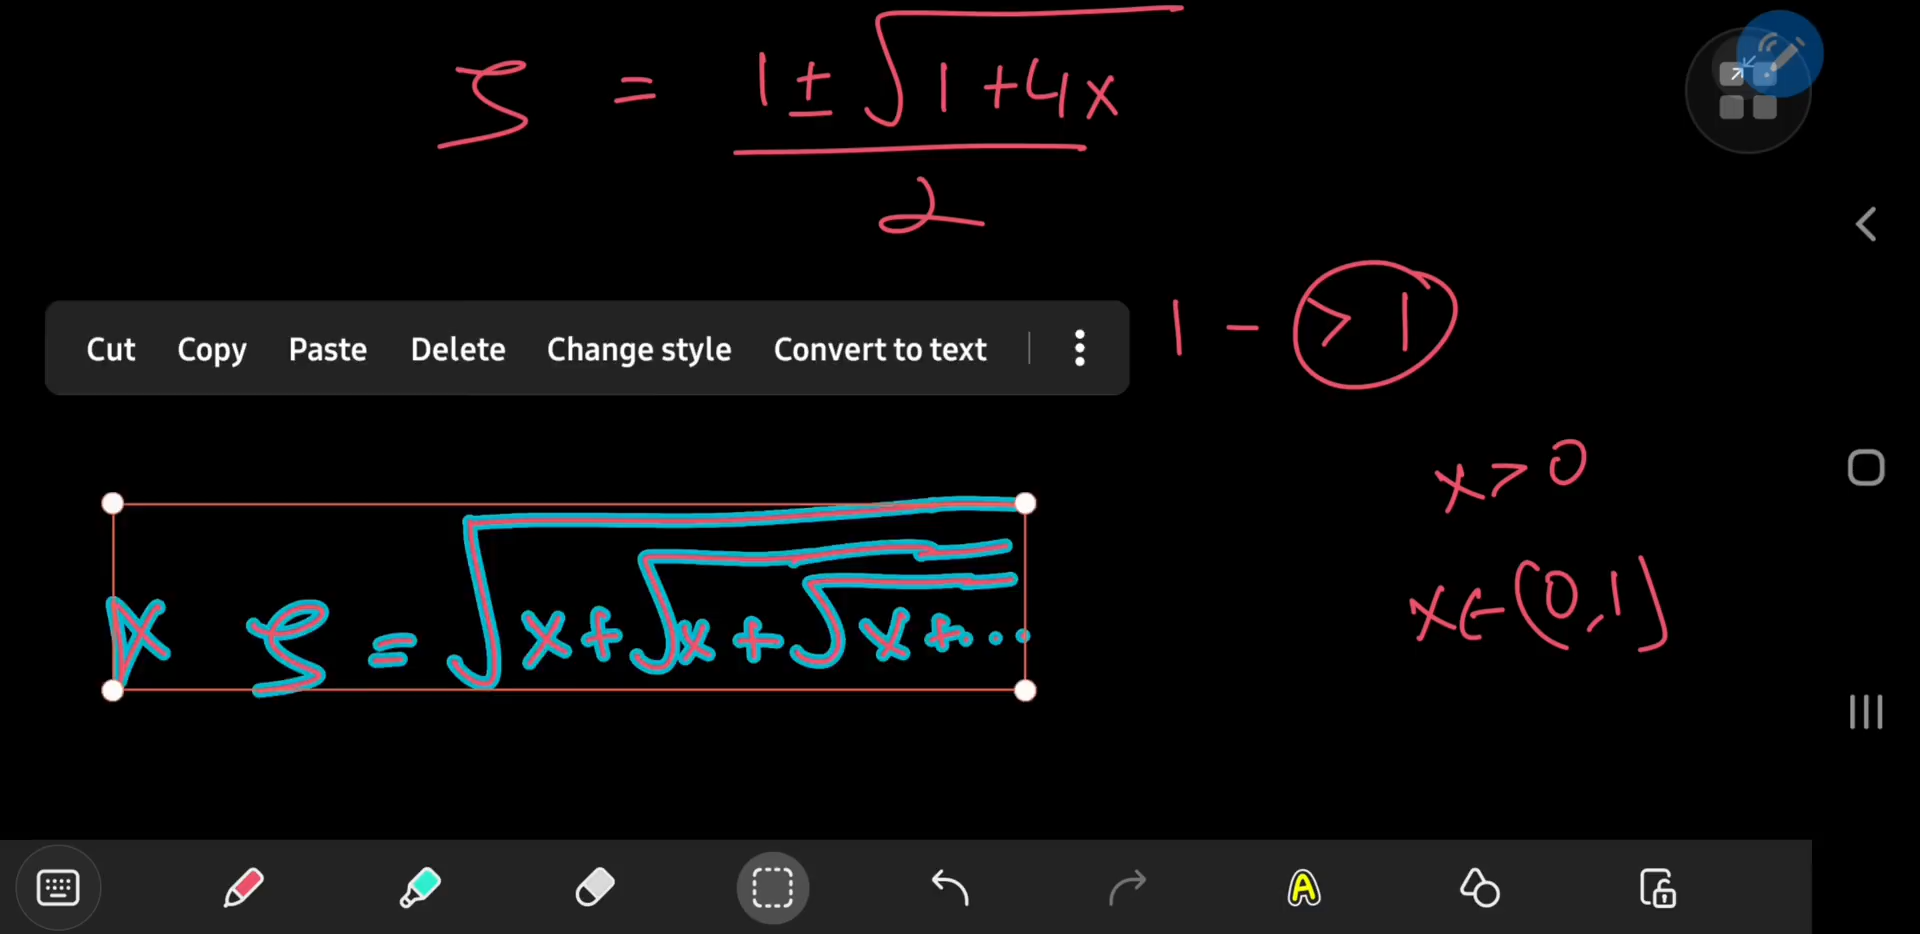 ζ = (1 ± √(1 + 4x)) / 2
Cut Copy Paste Delete Change style Convert to text
1 - > 1
x > 0
ζ = √(x + √(x + √(x + ...
x ∈ (0, 1)